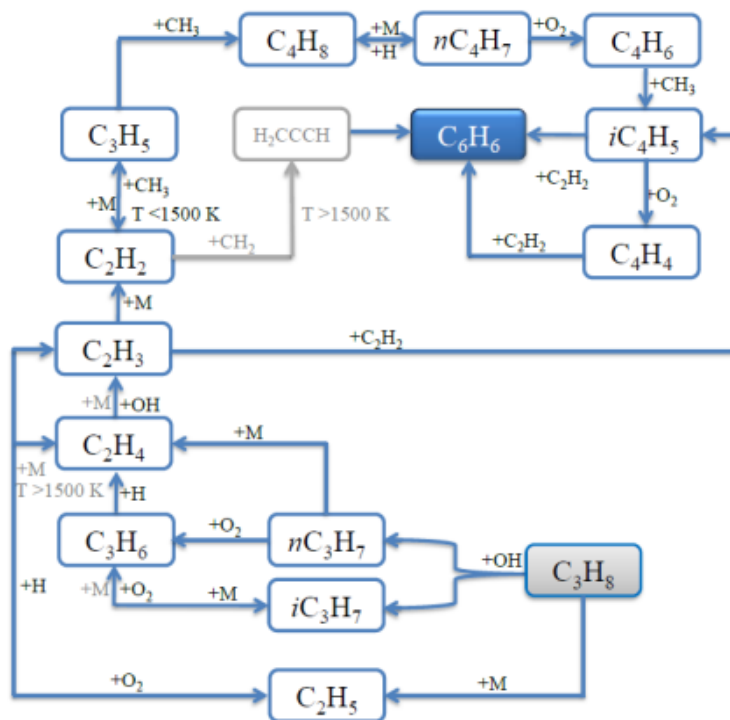 +CH₃
C₄H₈
+M
+H
nC₄H₇
+O₂
C₄H₆
+CH₃
C₃H₅
H₂CCCH
C₆H₆
iC₄H₅
+C₂H₂
+O₂
+CH₃
+M
T <1500 K
T >1500 K
+CH₂
+C₂H₂
C₄H₄
C₂H₂
+M
C₂H₃
+C₂H₂
+M
+OH
C₂H₄
+M
+M
T >1500 K
+H
C₃H₆
+O₂
nC₃H₇
+OH
C₃H₈
+H
+M
+O₂
+M
iC₃H₇
+O₂
C₂H₅
+M